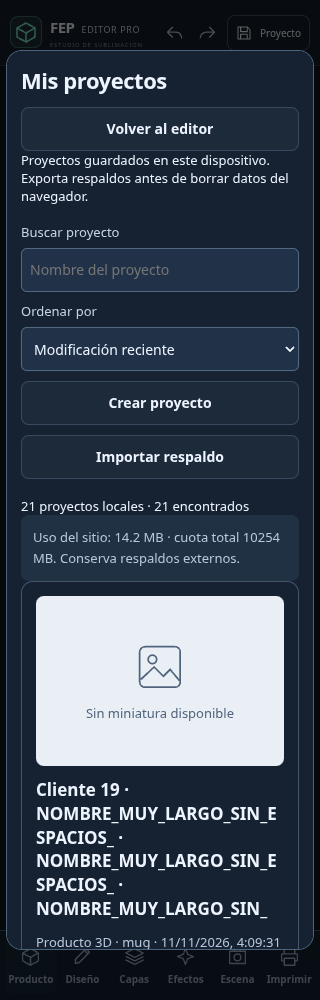 FEP EDITOR PRO
ESTUDIO DE SUBLIMACIÓN
Proyecto
Mis proyectos
Volver al editor
Proyectos guardados en este dispositivo.
Exporta respaldos antes de borrar datos del
navegador.
Buscar proyecto
Nombre del proyecto
Ordenar por
Modificación reciente
Crear proyecto
Importar respaldo
21 proyectos locales · 21 encontrados
Uso del sitio: 14.2 MB · cuota total 10254
MB. Conserva respaldos externos.
Sin miniatura disponible
Cliente 19 ·
NOMBRE_MUY_LARGO_SIN_E
SPACIOS_ ·
NOMBRE_MUY_LARGO_SIN_E
SPACIOS_ ·
NOMBRE_MUY_LARGO_SIN_
Producto 3D · mug · 11/11/2026, 4:09:31
Producto
Diseño
Capas
Efectos
Escena
Imprimir